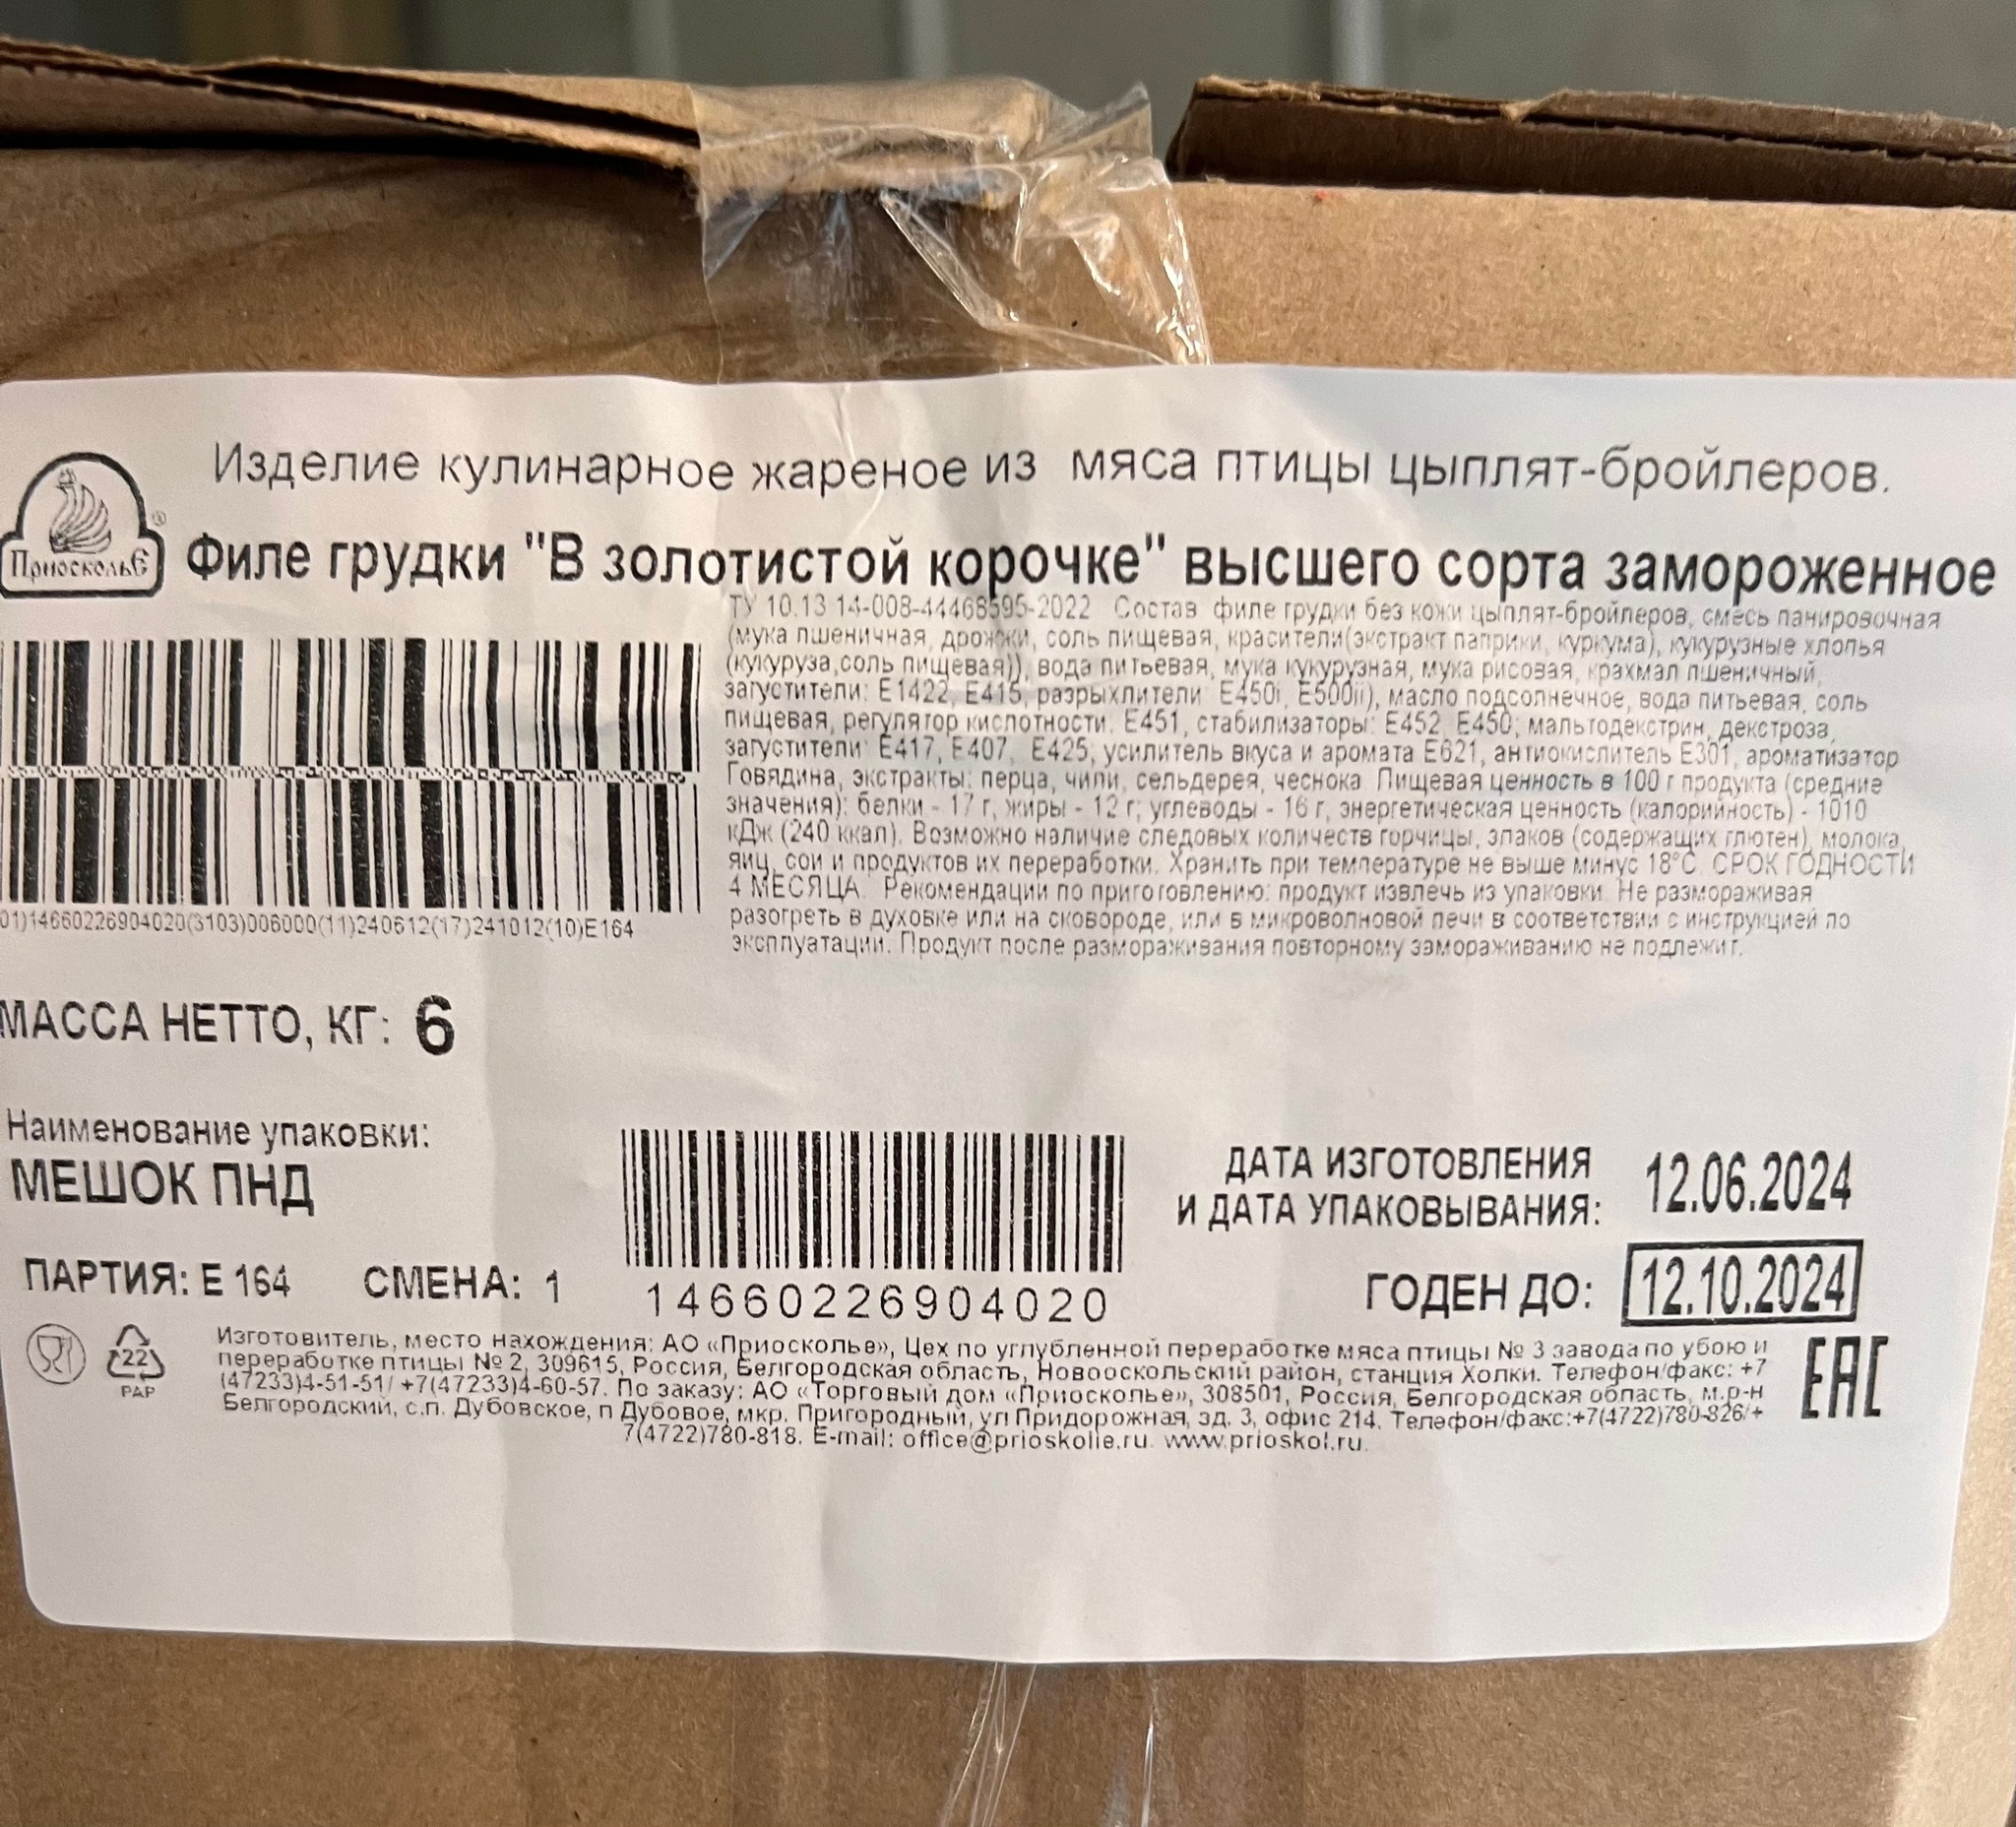 Изделие кулинарное жареное из мяса птицы цыплят-бройлеров.
ПриоскольЕ ®
Филе грудки "В золотистой корочке" высшего сорта замороженное
ТУ 10.13 14-008-44468595-2022 Состав филе грудки без кожи цыплят-бройлеров, смесь панировочная
(мука пшеничная, дрожжи, соль пищевая, красители(экстракт паприки, куркума), кукурузные хлопья
(кукуруза,соль пищевая)), вода питьевая, мука кукурузная, мука рисовая, крахмал пшеничный,
загустители: Е1422, Е415, разрыхлители Е450i, Е500ii), масло подсолнечное, вода питьевая, соль
пищевая, регулятор кислотности: Е451, стабилизаторы: Е452, Е450; мальтодекстрин, декстроза,
загустители: Е417, Е407, Е425; усилитель вкуса и аромата Е621, антиокислитель Е301, ароматизатор
Говядина, экстракты: перца, чили, сельдерея, чеснока Пищевая ценность в 100 г продукта (средние
значения): белки - 17 г, жиры - 12 г; углеводы - 16 г, энергетическая ценность (калорийность) - 1010
кДж (240 ккал). Возможно наличие следовых количеств горчицы, злаков (содержащих глютен), молока,
яиц, сои и продуктов их переработки. Хранить при температуре не выше минус 18°С. СРОК ГОДНОСТИ
4 МЕСЯЦА. Рекомендации по приготовлению: продукт извлечь из упаковки. Не размораживая
разогреть в духовке или на сковороде, или в микроволновой печи в соответствии с инструкцией по
эксплуатации. Продукт после размораживания повторному замораживанию не подлежит.
01)14660226904020(3103)006000(11)240612(17)241012(10)E164
МАССА НЕТТО, КГ: 6
Наименование упаковки:
МЕШОК ПНД
ПАРТИЯ: Е 164 СМЕНА: 1
14660226904020
ДАТА ИЗГОТОВЛЕНИЯ
И ДАТА УПАКОВЫВАНИЯ: 12.06.2024
ГОДЕН ДО: 12.10.2024
22
PAP
Изготовитель, место нахождения: АО «Приосколье», Цех по углубленной переработке мяса птицы № 3 завода по убою и
переработке птицы № 2, 309615, Россия, Белгородская область, Новооскольский район, станция Холки. Телефон/факс: +7
(47233)4-51-51/ +7(47233)4-60-57. По заказу: АО «Торговый дом «Приосколье», 308501, Россия, Белгородская область, м.р-н
Белгородский, с.п. Дубовское, п Дубовое, мкр. Пригородный, ул Придорожная, зд. 3, офис 214. Телефон/факс:+7(4722)780-826/+
7(4722)780-818. E-mail: office@prioskolie.ru. www.prioskol.ru.
ЕАС